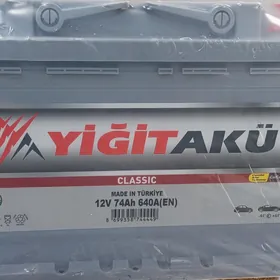 YİĞİTAKÜ
CLASSIC
MADE IN TÜRKİYE
12V 74Ah 640A(EN)